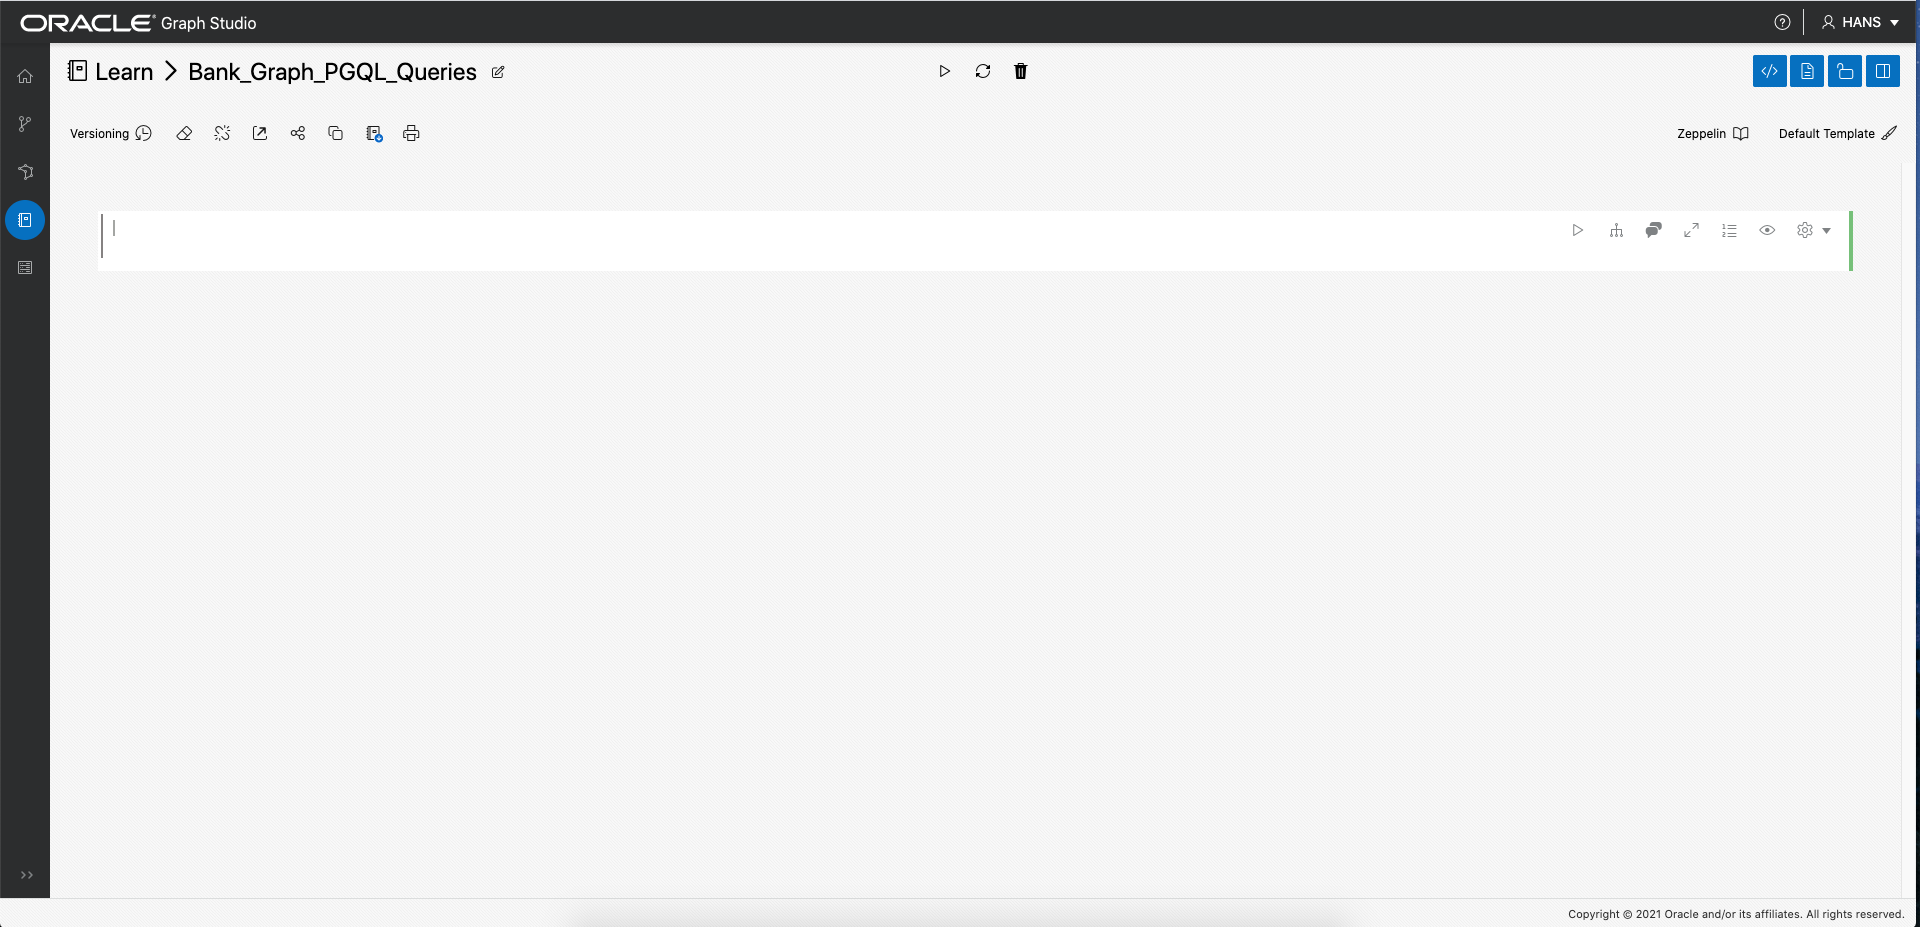 ORACLE® Graph Studio
HANS
Learn > Bank_Graph_PGQL_Queries
Versioning
Zeppelin
Default Template
Copyright © 2021 Oracle and/or its affiliates. All rights reserved.